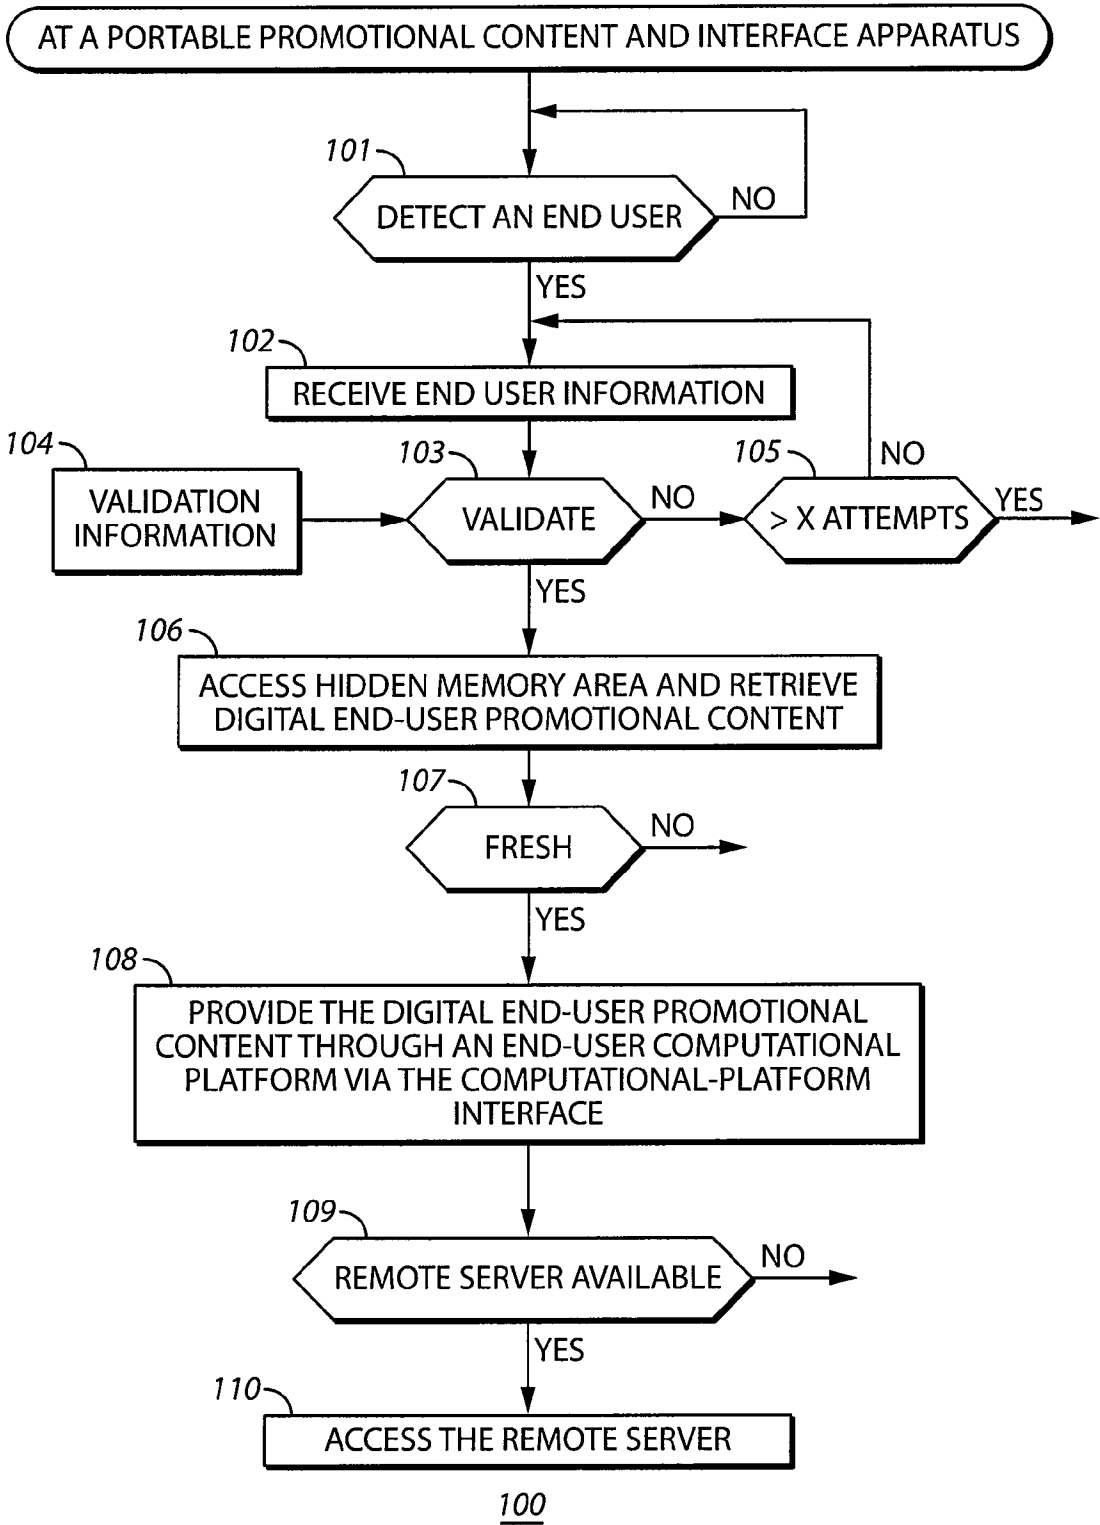 AT A PORTABLE PROMOTIONAL CONTENT AND INTERFACE APPARATUS
101
DETECT AN END USER
NO
YES
102
RECEIVE END USER INFORMATION
104
VALIDATION
INFORMATION
103
VALIDATE
NO
105
> X ATTEMPTS
NO
YES
YES
106
ACCESS HIDDEN MEMORY AREA AND RETRIEVE
DIGITAL END-USER PROMOTIONAL CONTENT
107
FRESH
NO
YES
108
PROVIDE THE DIGITAL END-USER PROMOTIONAL
CONTENT THROUGH AN END-USER COMPUTATIONAL
PLATFORM VIA THE COMPUTATIONAL-PLATFORM
INTERFACE
109
REMOTE SERVER AVAILABLE
NO
YES
110
ACCESS THE REMOTE SERVER
100